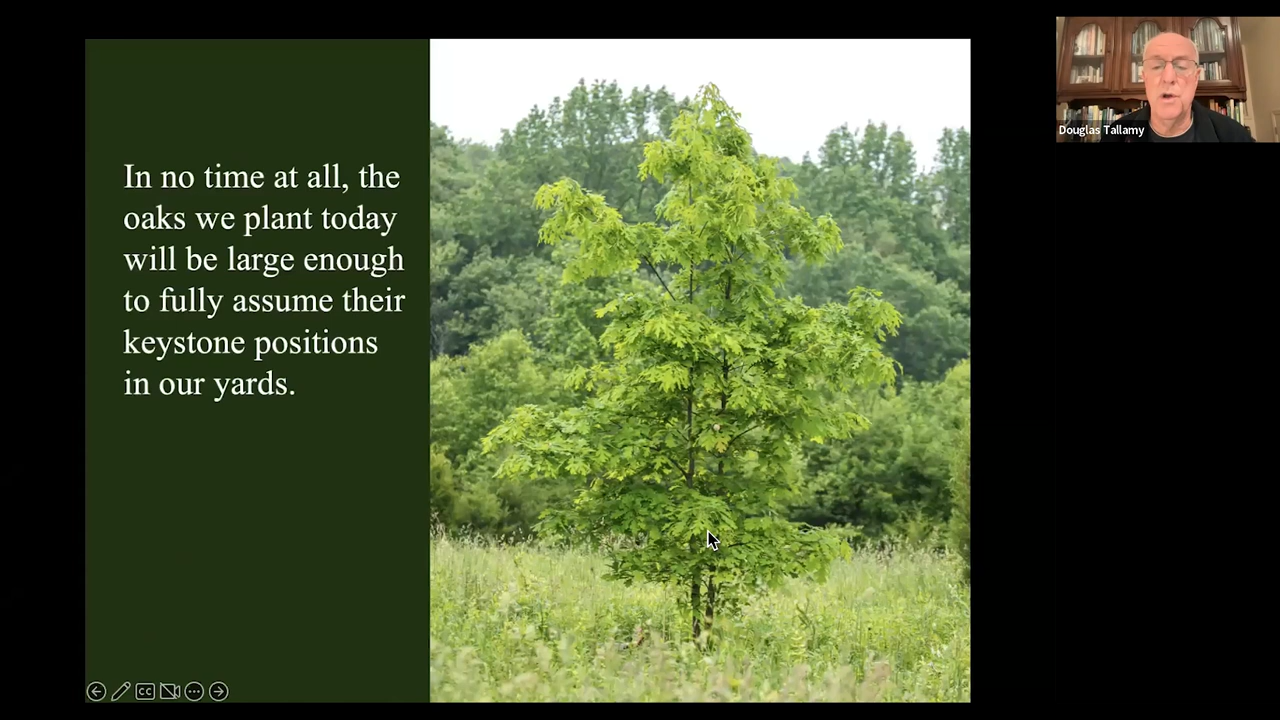 In no time at all, the
oaks we plant today
will be large enough
to fully assume their
keystone positions
in our yards.
Douglas Tallamy
CC